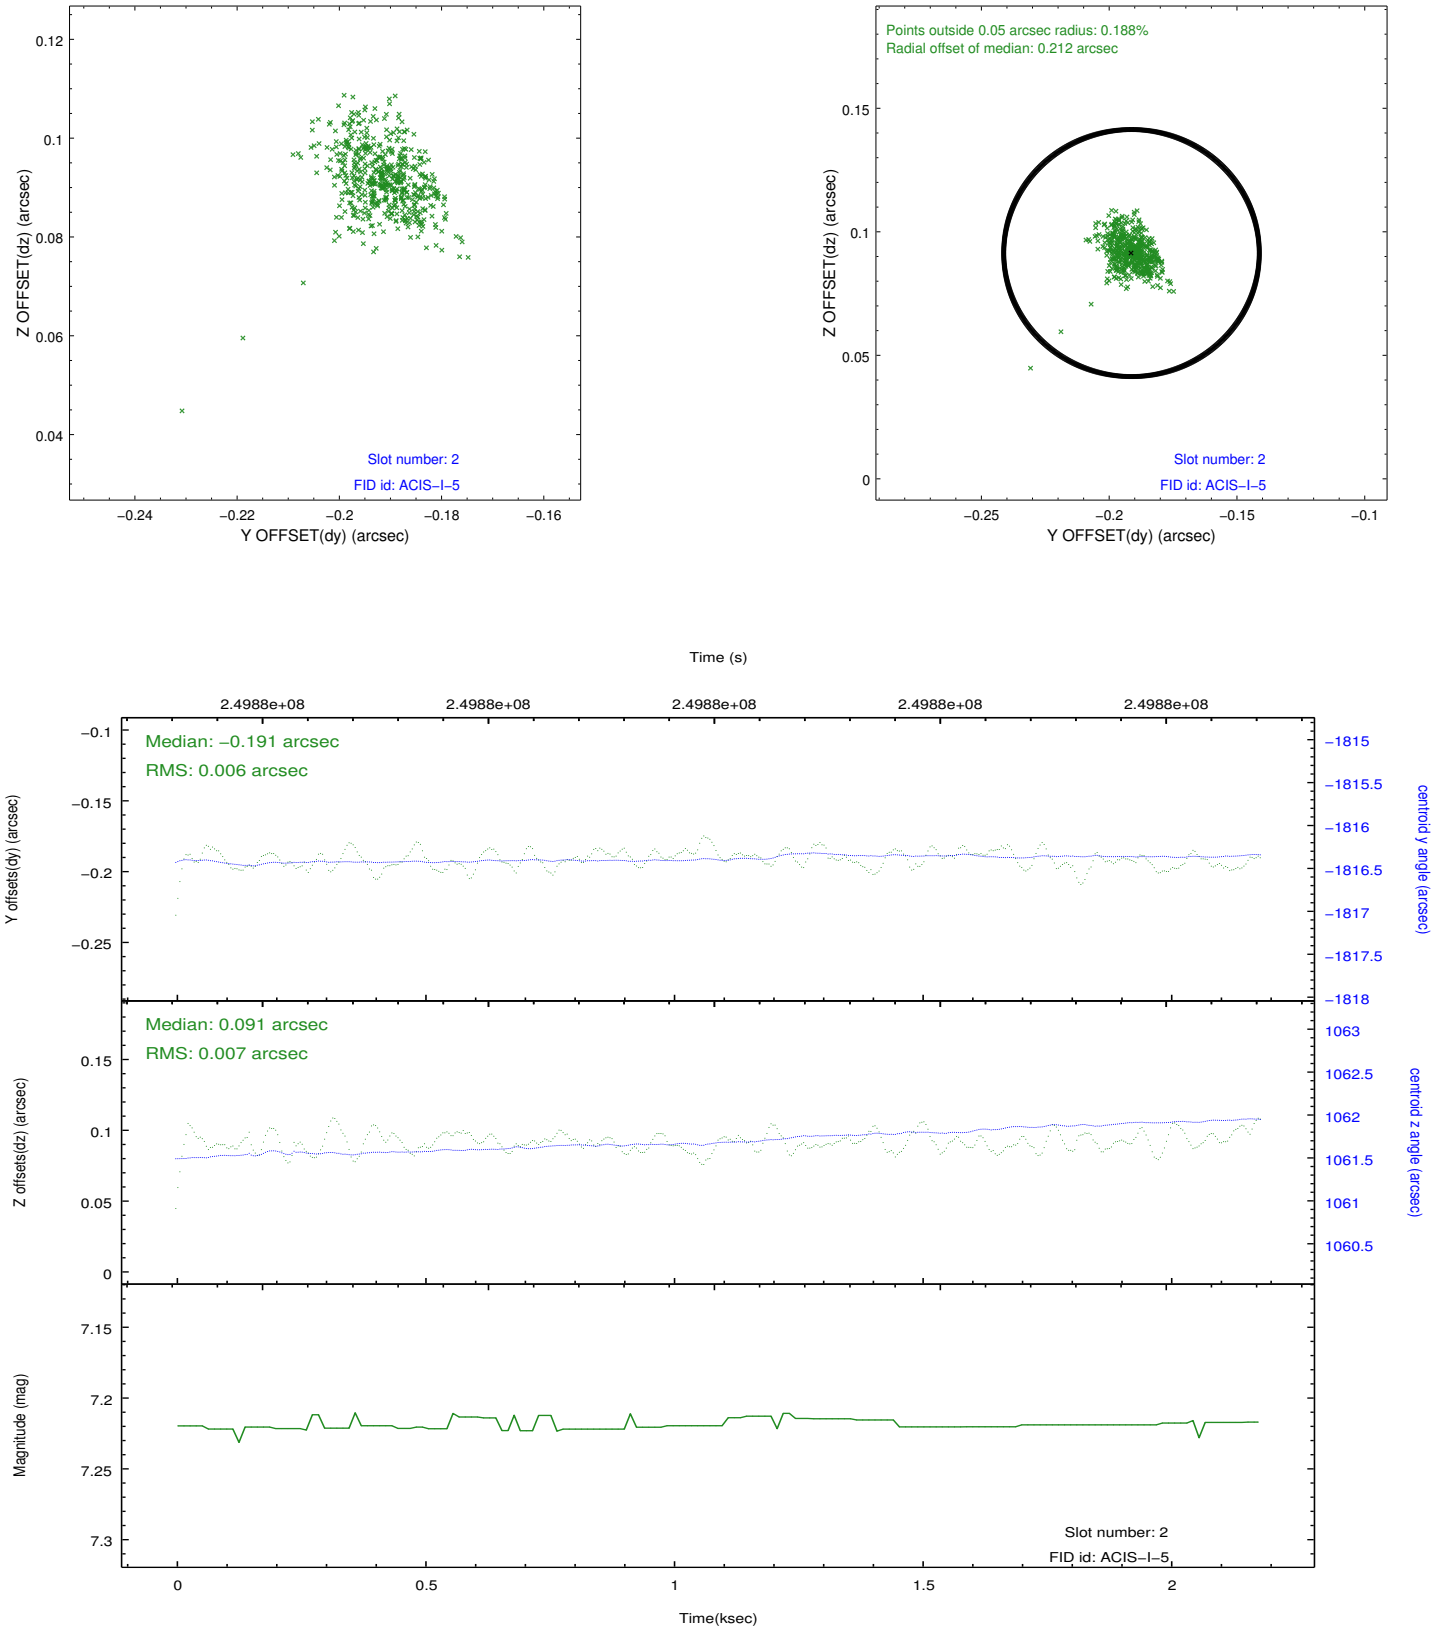 0.12
0.1
0.08
0.06
0.04
Z OFFSET(dz) (arcsec)
−0.24 −0.22 −0.2 −0.18 −0.16
Y OFFSET(dy) (arcsec)
Slot number: 2
FID id: ACIS−I−5
Points outside 0.05 arcsec radius: 0.188%
Radial offset of median: 0.212 arcsec
0.15
0.1
0.05
0
Z OFFSET(dz) (arcsec)
−0.25 −0.2 −0.15 −0.1
Y OFFSET(dy) (arcsec)
Slot number: 2
FID id: ACIS−I−5
Time (s)
2.4988e+08 2.4988e+08 2.4988e+08 2.4988e+08 2.4988e+08
Median: −0.191 arcsec
RMS: 0.006 arcsec
−0.1
−0.15
−0.2
−0.25
Y offsets(dy) (arcsec)
−1815
−1815.5
−1816
−1816.5
−1817
−1817.5
−1818
centroid y angle (arcsec)
Median: 0.091 arcsec
RMS: 0.007 arcsec
0.15
0.1
0.05
0
Z offsets(dz) (arcsec)
1063
1062.5
1062
1061.5
1061
1060.5
centroid z angle (arcsec)
7.15
7.2
7.25
7.3
Magnitude (mag)
Slot number: 2
FID id: ACIS−I−5
0 0.5 1 1.5 2
Time(ksec)